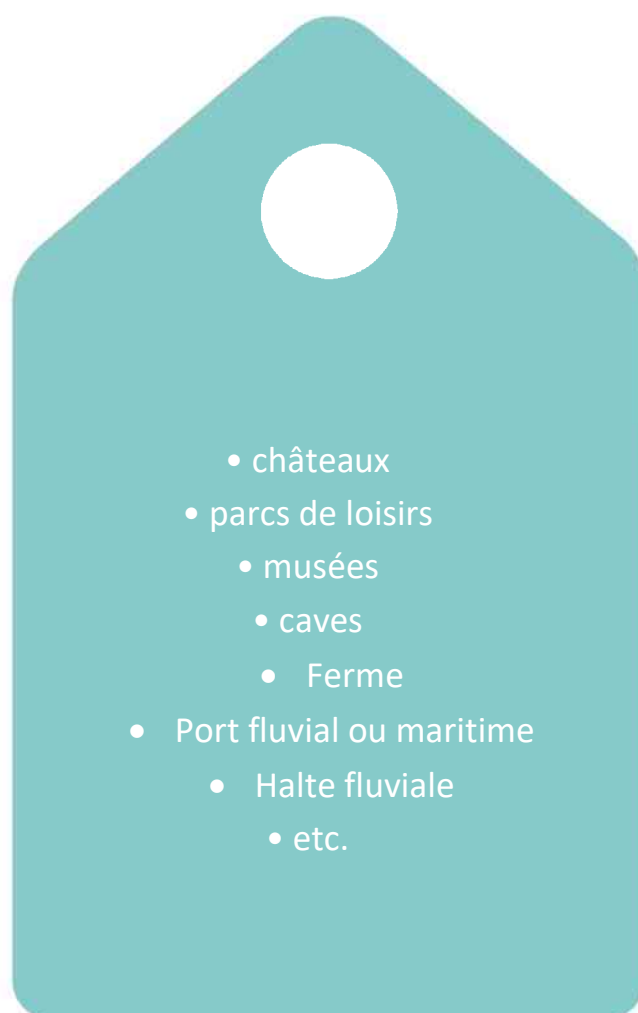 • châteaux
• parcs de loisirs
• musées
• caves
• Ferme
• Port fluvial ou maritime
• Halte fluviale
• etc.